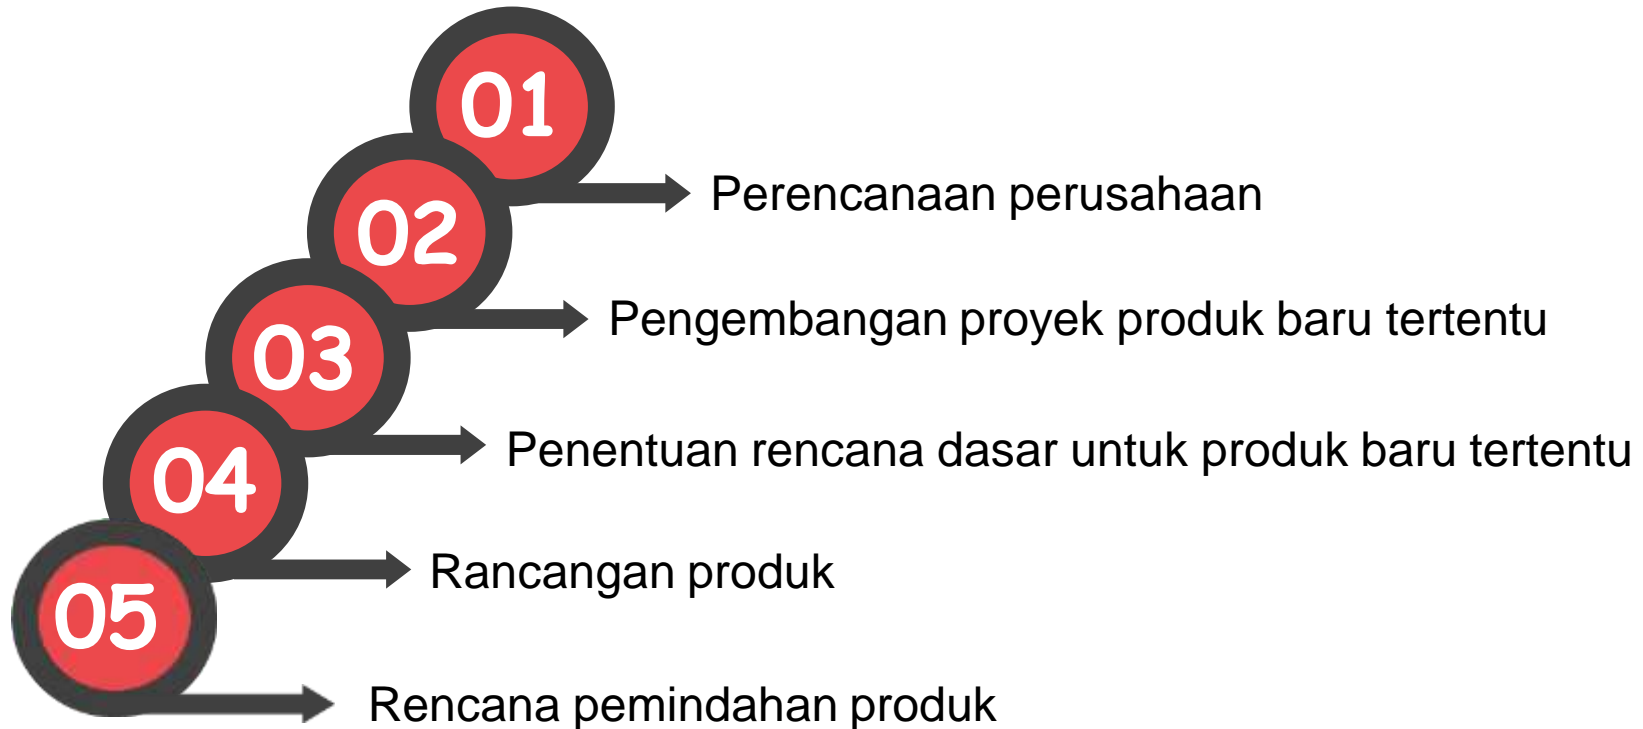 01
Perencanaan perusahaan
02
Pengembangan proyek produk baru tertentu
03
Penentuan rencana dasar untuk produk baru tertentu
04
Rancangan produk
05
Rencana pemindahan produk